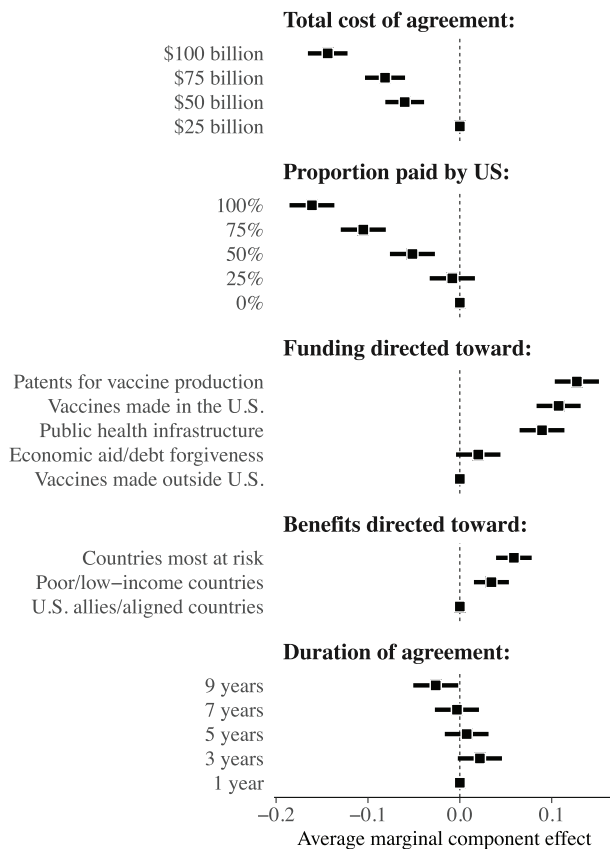 Total cost of agreement:
$100 billion
$75 billion
$50 billion
$25 billion
Proportion paid by US:
100%
75%
50%
25%
0%
Funding directed toward:
Patents for vaccine production
Vaccines made in the U.S.
Public health infrastructure
Economic aid/debt forgiveness
Vaccines made outside U.S.
Benefits directed toward:
Countries most at risk
Poor/low−income countries
U.S. allies/aligned countries
Duration of agreement:
9 years
7 years
5 years
3 years
1 year
−0.2 −0.1 0.0 0.1
Average marginal component effect